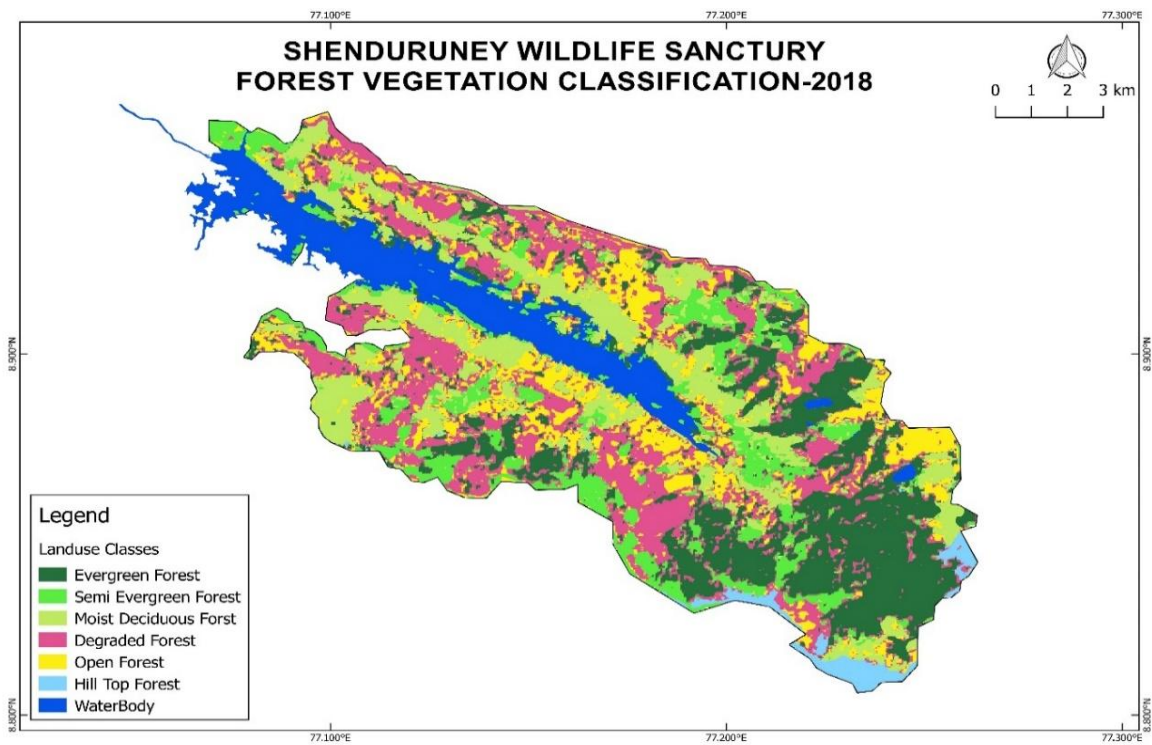 77.100°E
77.200°E
77.300°E
SHENDURUNEY WILDLIFE SANCTURY
FOREST VEGETATION CLASSIFICATION-2018
0 1 2 3 km
8.900°N
8.900°N
Legend
Landuse Classes
Evergreen Forest
Semi Evergreen Forest
Moist Deciduous Forst
Degraded Forest
Open Forest
Hill Top Forest
WaterBody
8.800°N
8.800°N
77.100°E
77.200°E
77.300°E